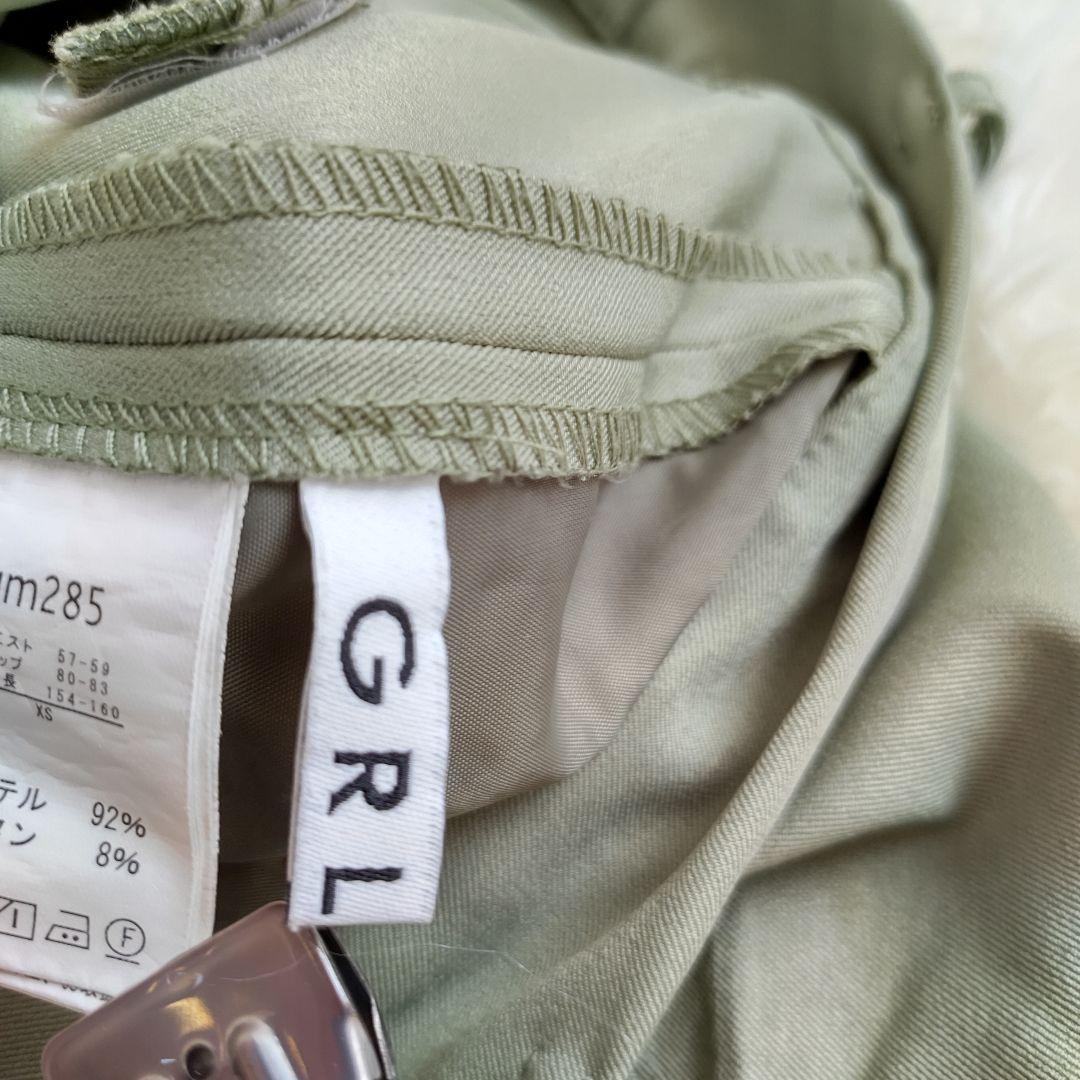 um285
エスト 57-59
ップ 80-83
長 154-160
XS
テル 92%
タン 8%
F
GRL